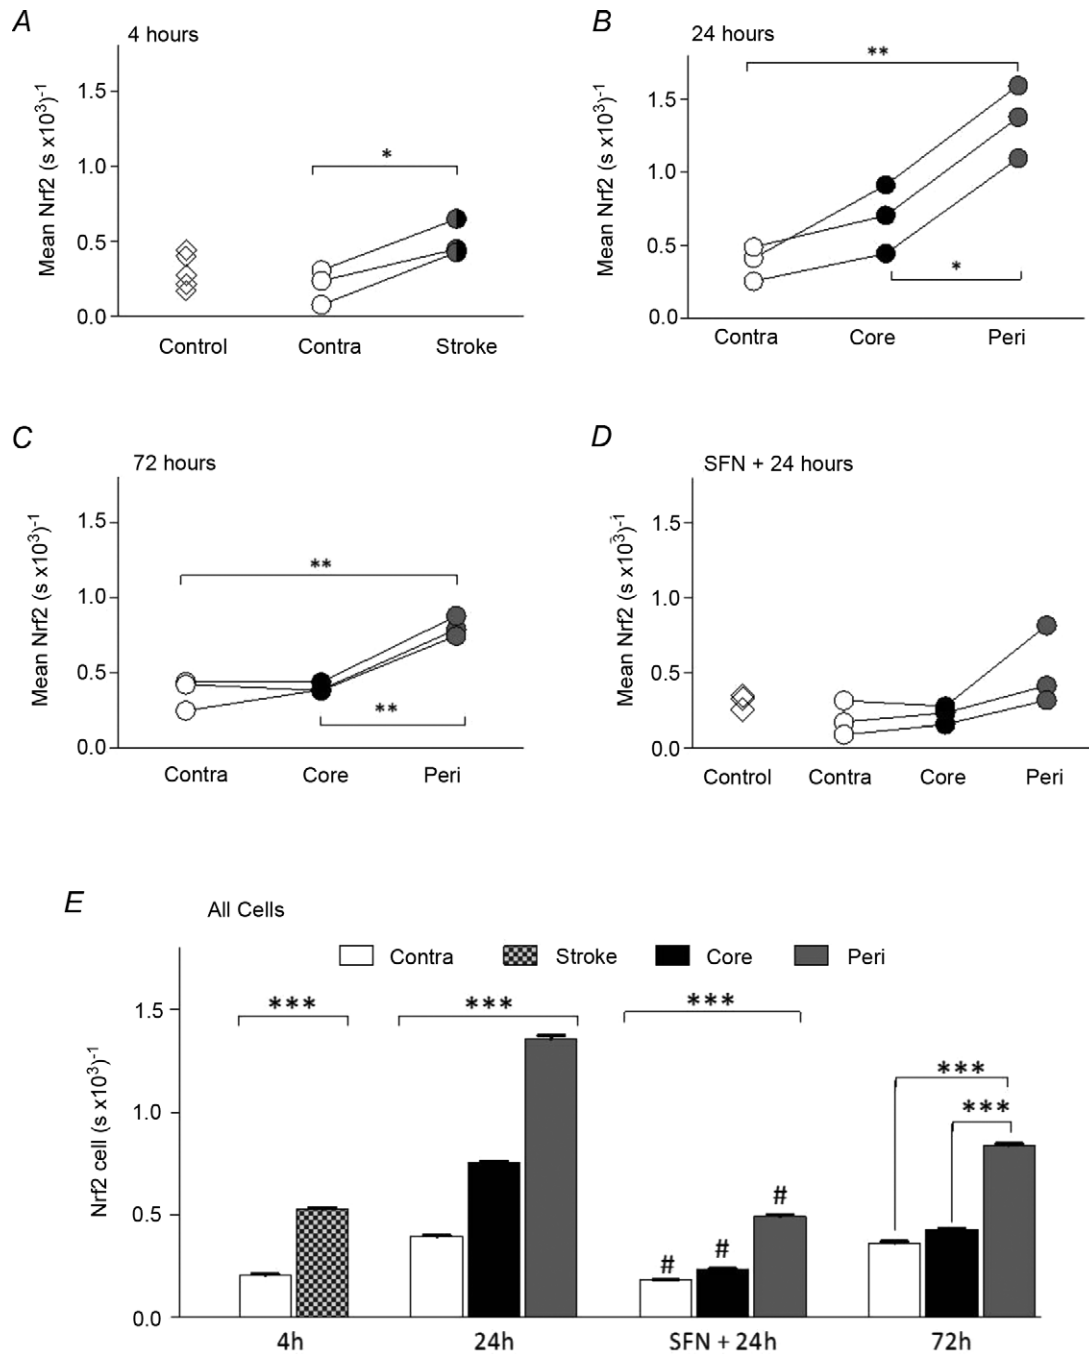 A
4 hours
Mean Nrf2 (s x10³)⁻¹
1.5
1.0
0.5
0.0
*
Control Contra Stroke
B
24 hours
Mean Nrf2 (s x10³)⁻¹
1.5
1.0
0.5
0.0
**
*
Contra Core Peri
C
72 hours
Mean Nrf2 (s x10³)⁻¹
1.5
1.0
0.5
0.0
**
**
Contra Core Peri
D
SFN + 24 hours
Mean Nrf2 (s x10³)⁻¹
1.5
1.0
0.5
0.0
Control Contra Core Peri
E
All Cells
Contra Stroke Core Peri
Nrf2 cell (s x10³)⁻¹
1.5
1.0
0.5
0.0
*** *** *** ***
***
# # #
4h 24h SFN + 24h 72h